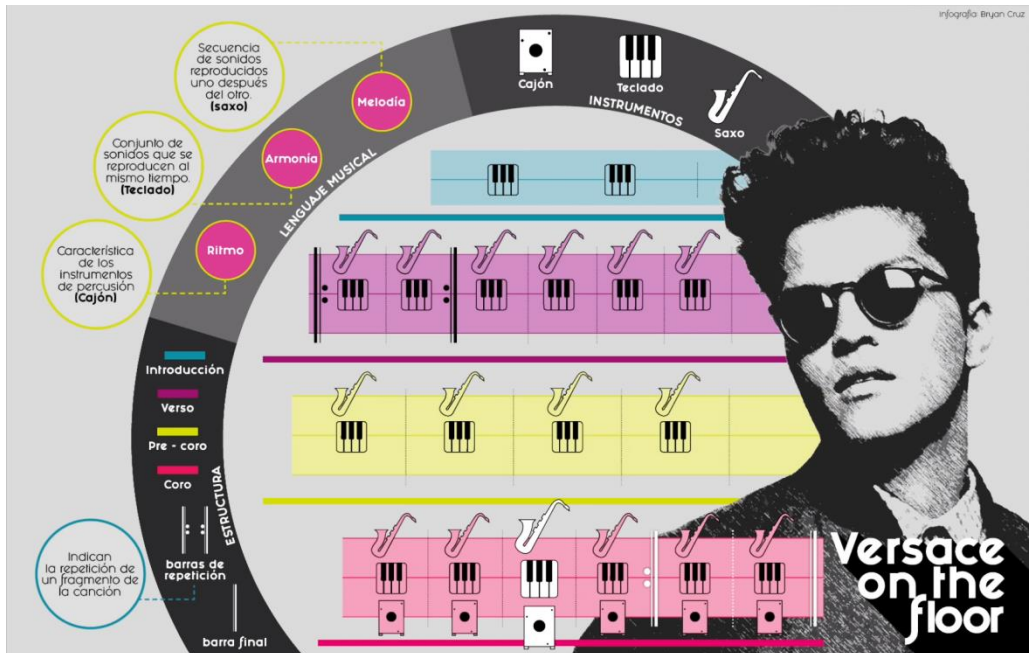 Infografía: Bryan Cruz
Secuencia
de sonidos
reproducidos
uno después
del otro.
(saxo)
Conjunto de
sonidos que se
reproducen al
mismo tiempo.
(Teclado)
Característica
de los
instrumentos
de percusión
(Cajón)
Melodía
Armonía
Ritmo
LENGUAJE MUSICAL
Cajón
Teclado
Saxo
INSTRUMENTOS
Introducción
Verso
Pre - coro
Coro
ESTRUCTURA
barras de
repetición
barra final
Indican
la repetición de
un fragmento de
la canción
Versace
on the
floor